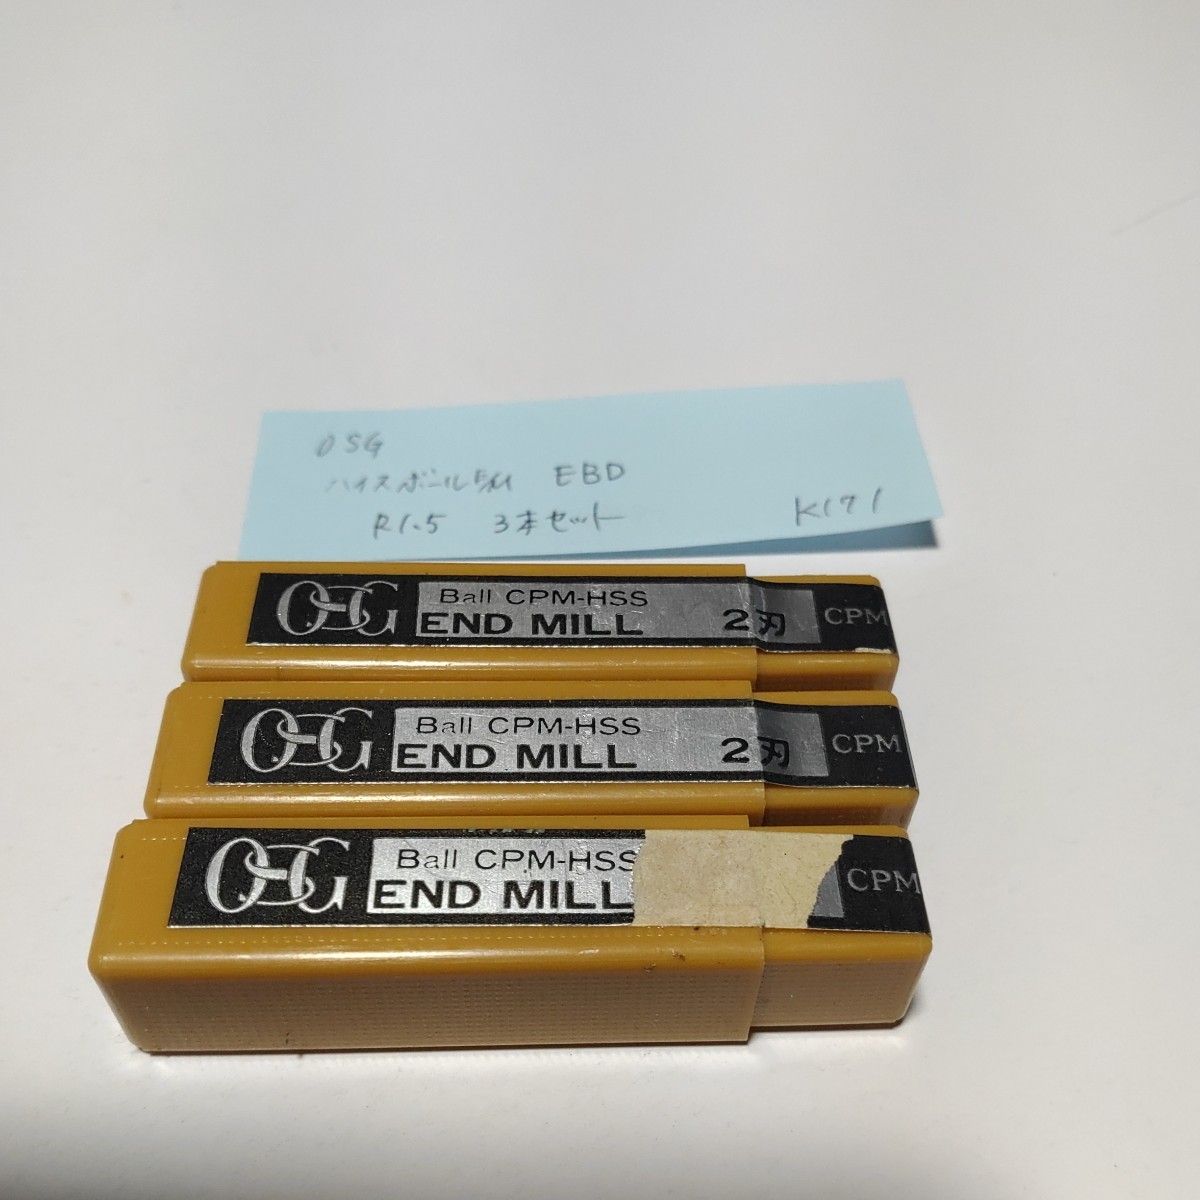 OSG
ハイスボールE/M EBD
R1.5 3本セット K171
OSG Ball CPM-HSS
END MILL 2刃 CPM
OSG Ball CPM-HSS
END MILL 2刃 CPM
OSG Ball CPM-HSS
END MILL CPM